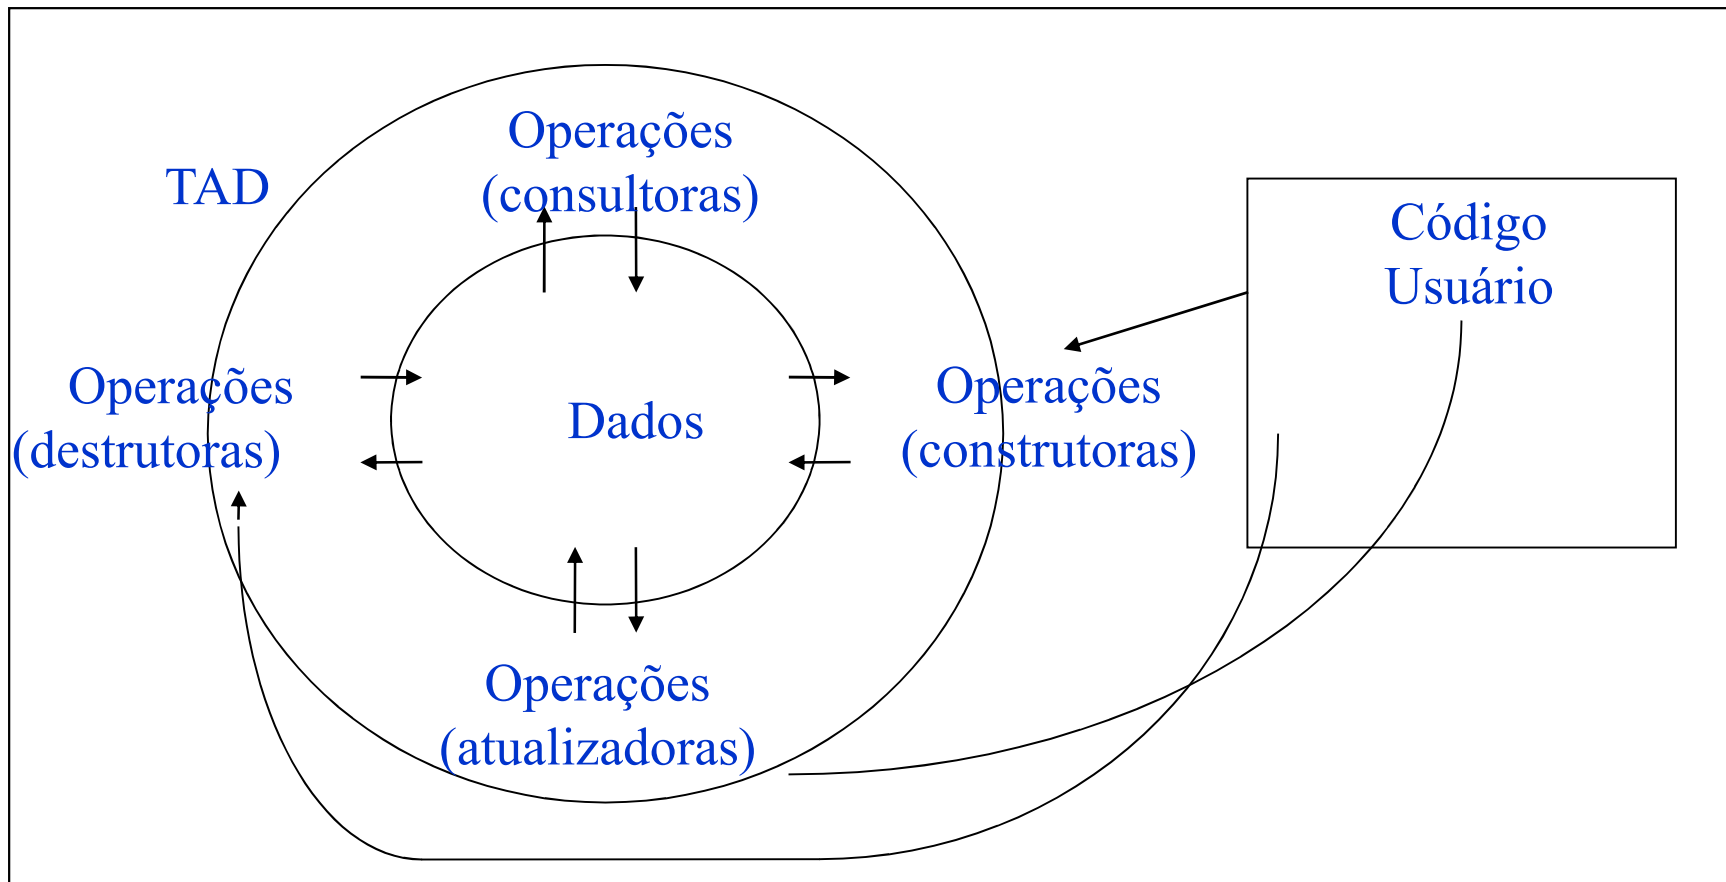 Operações
(consultoras)
TAD
Código
Usuário
Operações
(destrutoras)
Dados
Operações
(construtoras)
Operações
(atualizadoras)